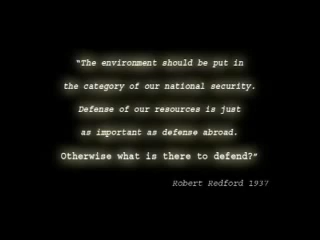 "The environment should be put in
the category of our national security.
Defense of our resources is just
as important as defense abroad.
Otherwise what is there to defend?"
Robert Redford 1937